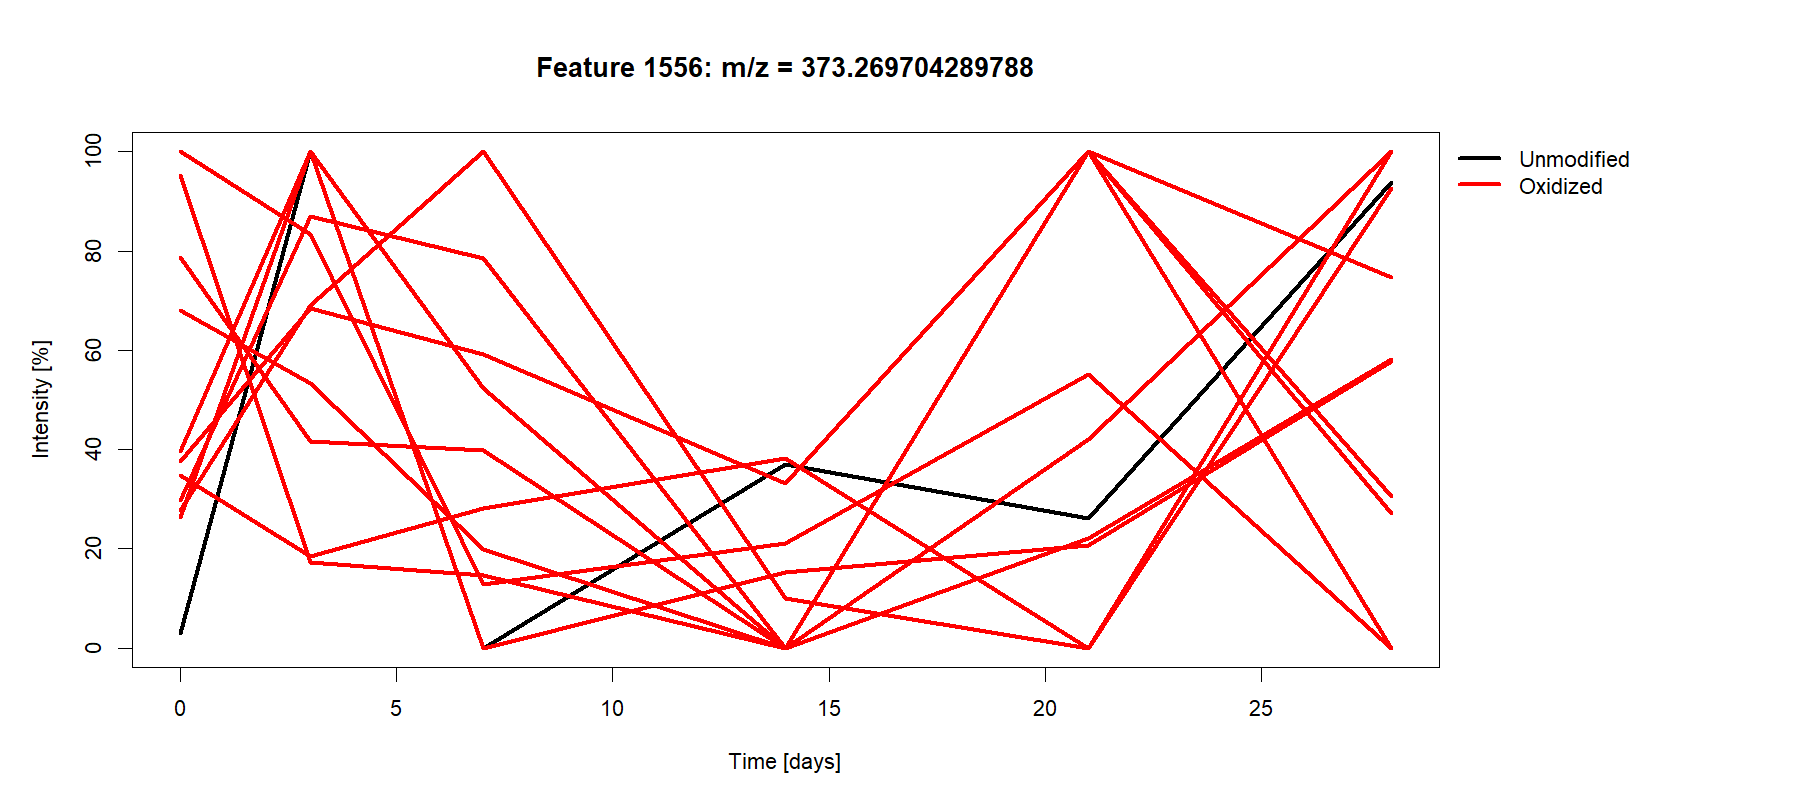 Feature 1556: m/z = 373.269704289788
Unmodified
Oxidized
Intensity [%]
100
80
60
40
20
0
0 5 10 15 20 25
Time [days]